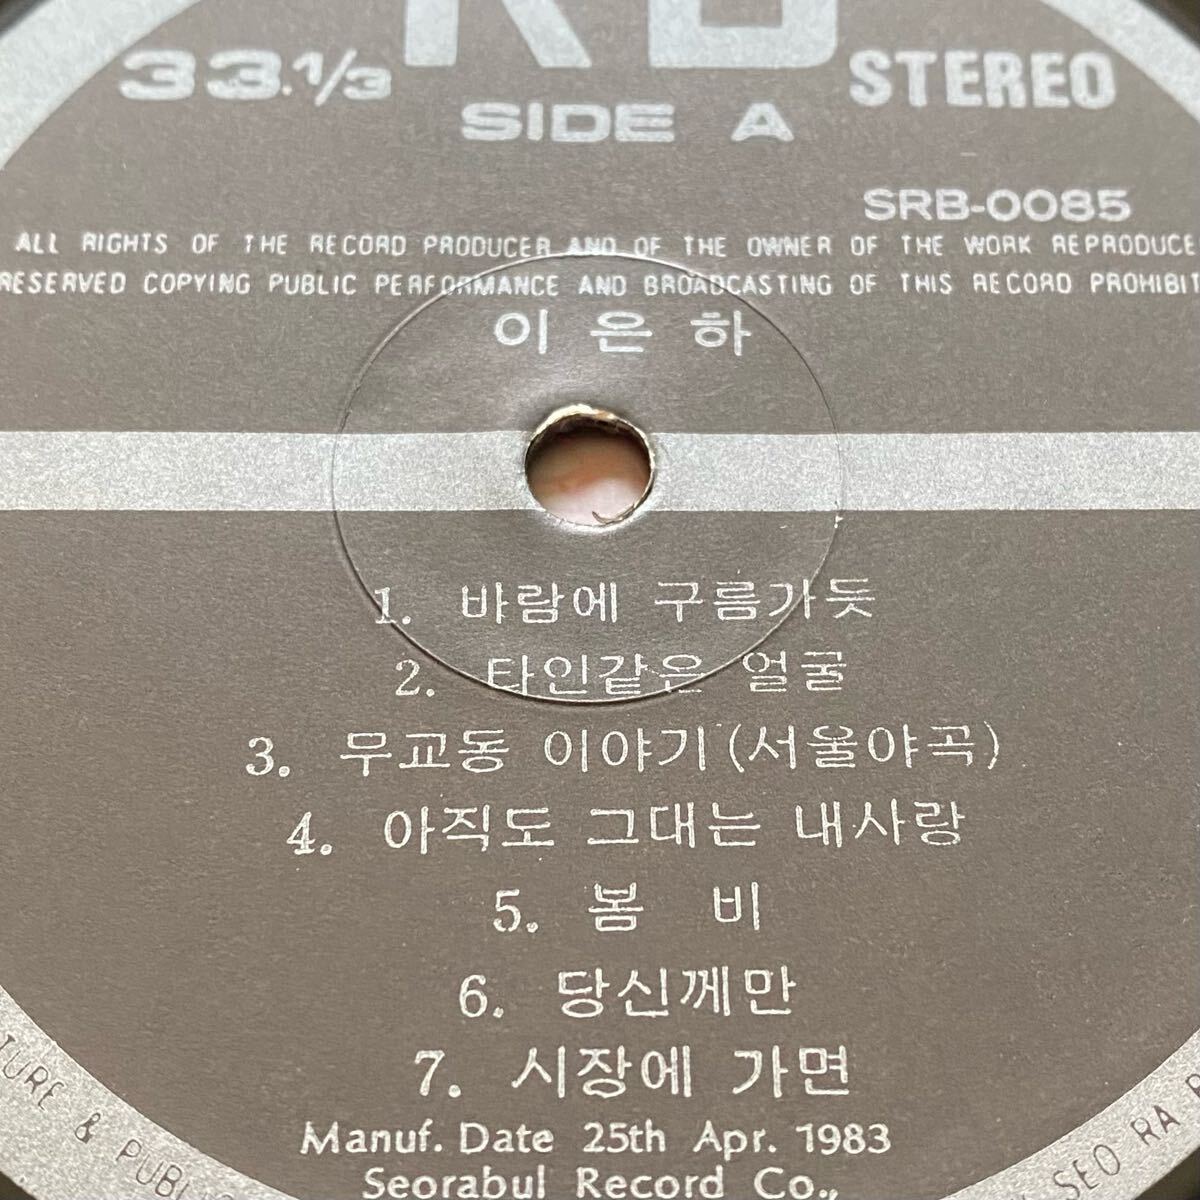 33.1/3
STEREO
SIDE A
SRB-0085
ALL RIGHTS OF THE RECORD PRODUCER AND OF THE OWNER OF THE WORK REPRODUCE
RESERVED COPYING PUBLIC PERFORMANCE AND BROADCASTING OF THIS RECORD PROHIBIT
이 은 하
1. 바람에 구름가듯
2. 타인같은 얼굴
3. 무교동 이야기(서울야곡)
4. 아직도 그대는 내사랑
5. 봄 비
6. 당신께만
7. 시장에 가면
Manuf. Date 25th Apr. 1983
Seorabul Record Co.,
TURE & PUBL
SEO RA